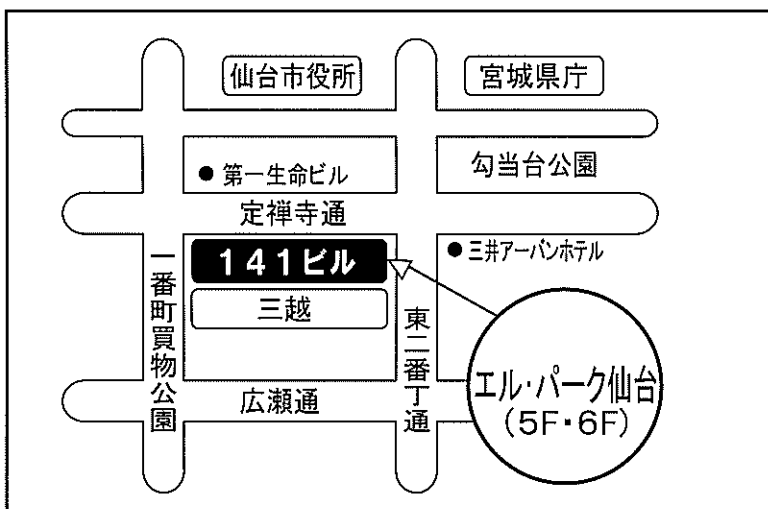 仙台市役所
宮城県庁
勾当台公園
● 第一生命ビル
定禅寺通
● 三井アーバンホテル
141ビル
三越
一番町買物公園
東二番丁通
広瀬通
エル・パーク仙台
(5F・6F)